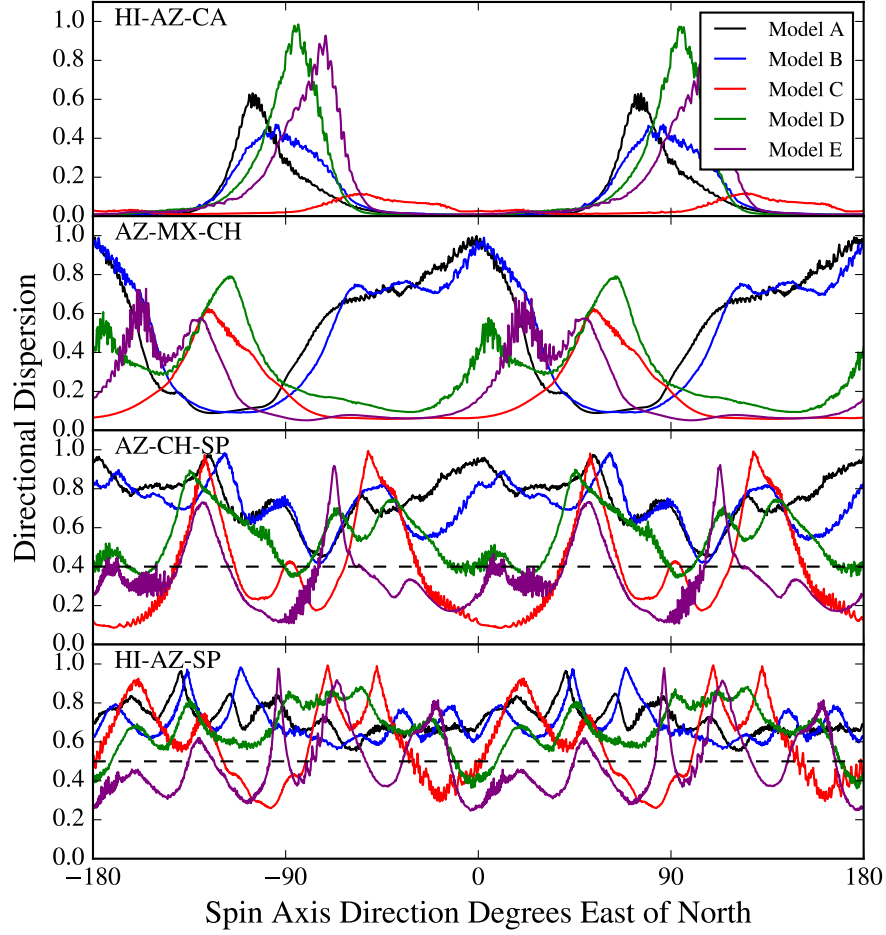 HI-AZ-CA
Model A
Model B
Model C
Model D
Model E
1.0
0.8
0.6
0.4
0.2
0.0
AZ-MX-CH
1.0
0.8
0.6
0.4
0.2
0.0
AZ-CH-SP
1.0
0.8
0.6
0.4
0.2
0.0
HI-AZ-SP
1.0
0.8
0.6
0.4
0.2
0.0
Directional Dispersion
−180
−90
0
90
180
Spin Axis Direction Degrees East of North